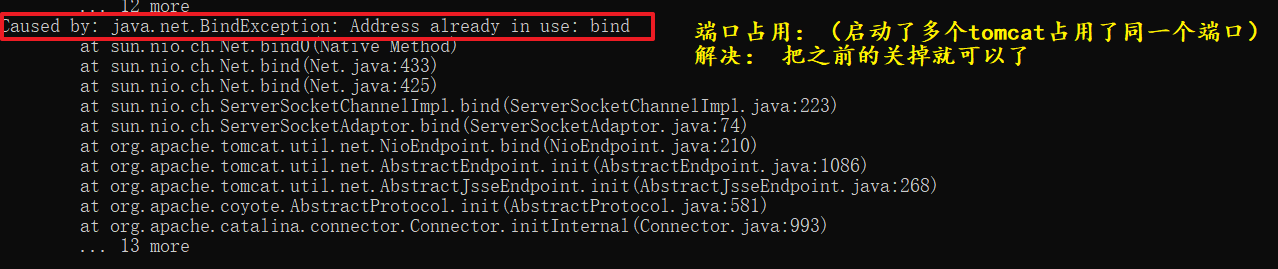 ... 12 more
Caused by: java.net.BindException: Address already in use: bind
at sun.nio.ch.Net.bind0(Native Method)
at sun.nio.ch.Net.bind(Net.java:433)
at sun.nio.ch.Net.bind(Net.java:425)
at sun.nio.ch.ServerSocketChannelImpl.bind(ServerSocketChannelImpl.java:223)
at sun.nio.ch.ServerSocketAdaptor.bind(ServerSocketAdaptor.java:74)
at org.apache.tomcat.util.net.NioEndpoint.bind(NioEndpoint.java:210)
at org.apache.tomcat.util.net.AbstractEndpoint.init(AbstractEndpoint.java:1086)
at org.apache.tomcat.util.net.AbstractJsseEndpoint.init(AbstractJsseEndpoint.java:268)
at org.apache.coyote.AbstractProtocol.init(AbstractProtocol.java:581)
at org.apache.catalina.connector.Connector.initInternal(Connector.java:993)
... 13 more
端口占用：（启动了多个tomcat占用了同一个端口）
解决： 把之前的关掉就可以了